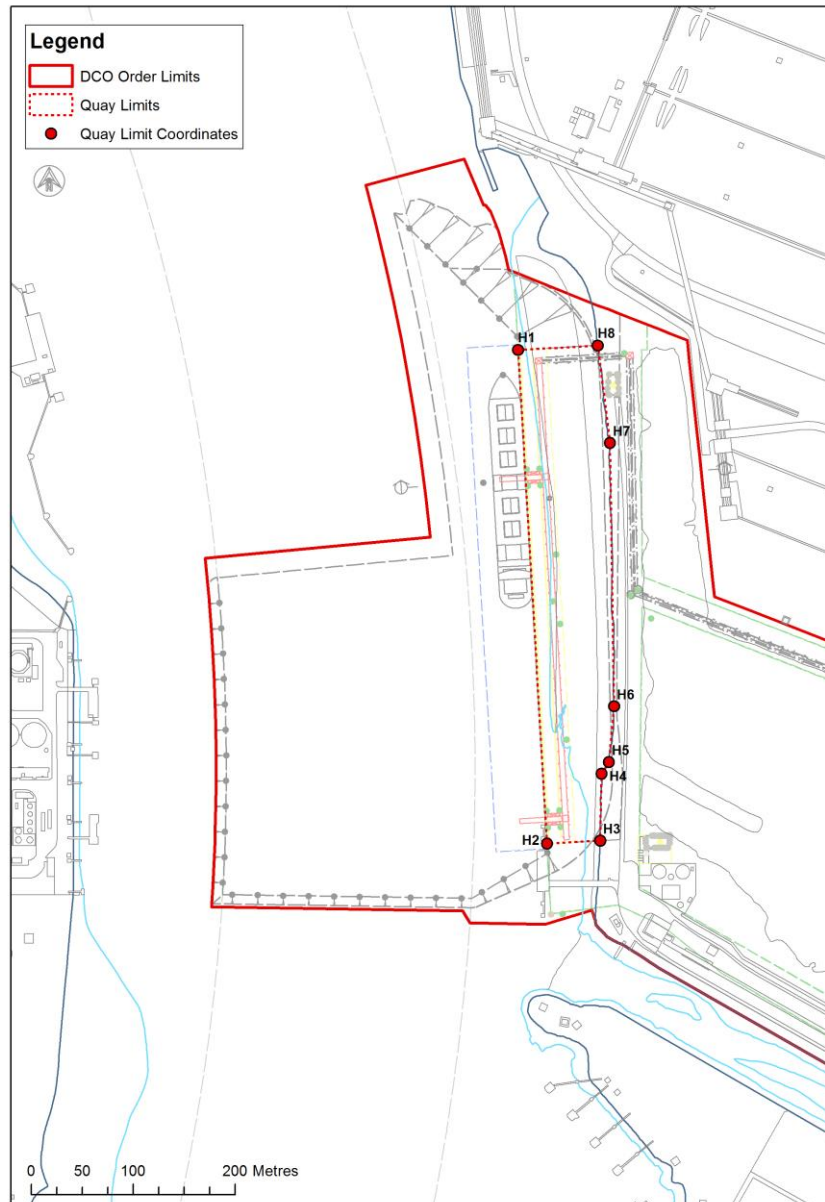 Legend
DCO Order Limits
Quay Limits
Quay Limit Coordinates
H1
H8
H7
H6
H5
H4
H3
H2
0 50 100 200 Metres